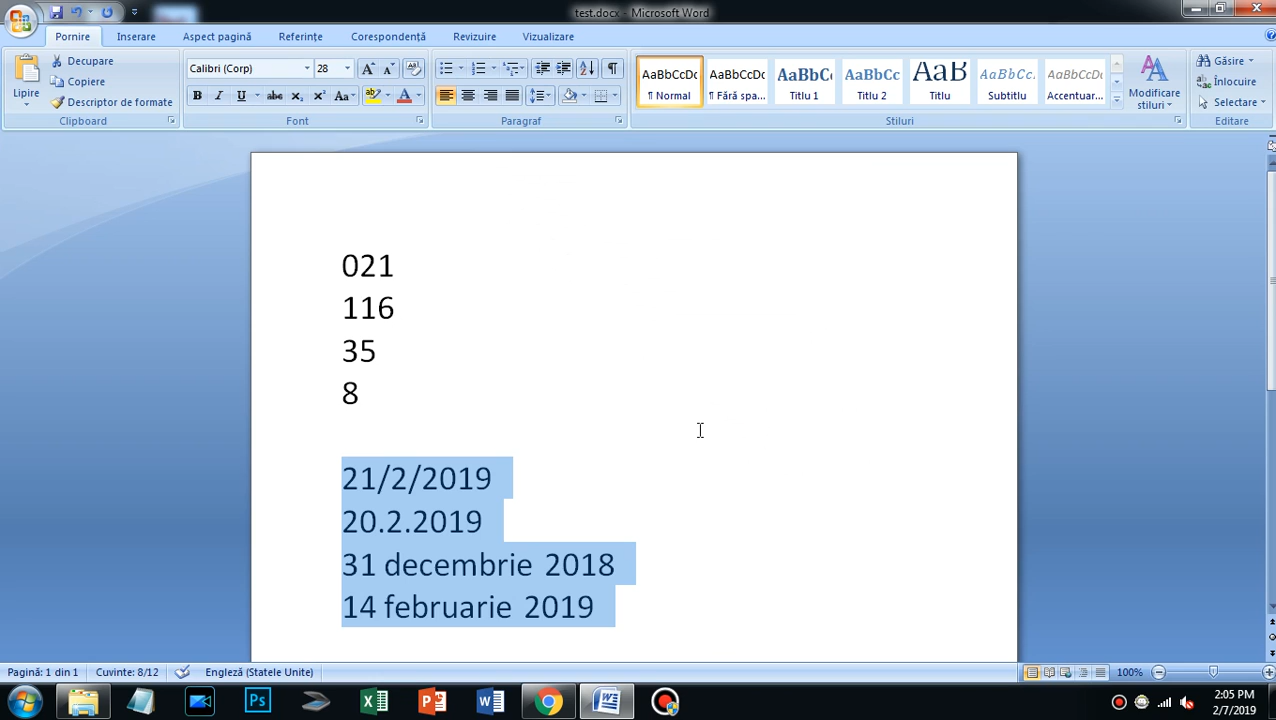 test.docx - Microsoft Word
Pornire Inserare Aspect pagină Referințe Corespondență Revizuire Vizualizare
Lipire
Decupare
Copiere
Descriptor de formate
Clipboard
Calibri (Corp) 28
Font
Paragraf
AaBbCcDc AaBbCcDc AaBbC AaBbCc AaB AaBbCc. AaBbCcDc
¶ Normal ¶ Fără spa... Titlu 1 Titlu 2 Titlu Subtitlu Accentuar...
Stiluri
Modificare
stiluri
Găsire
Înlocuire
Selectare
Editare
021
116
35
8
21/2/2019
20.2.2019
31 decembrie 2018
14 februarie 2019
Pagină: 1 din 1 Cuvinte: 8/12 Engleză (Statele Unite) 100%
2:05 PM
2/7/2019